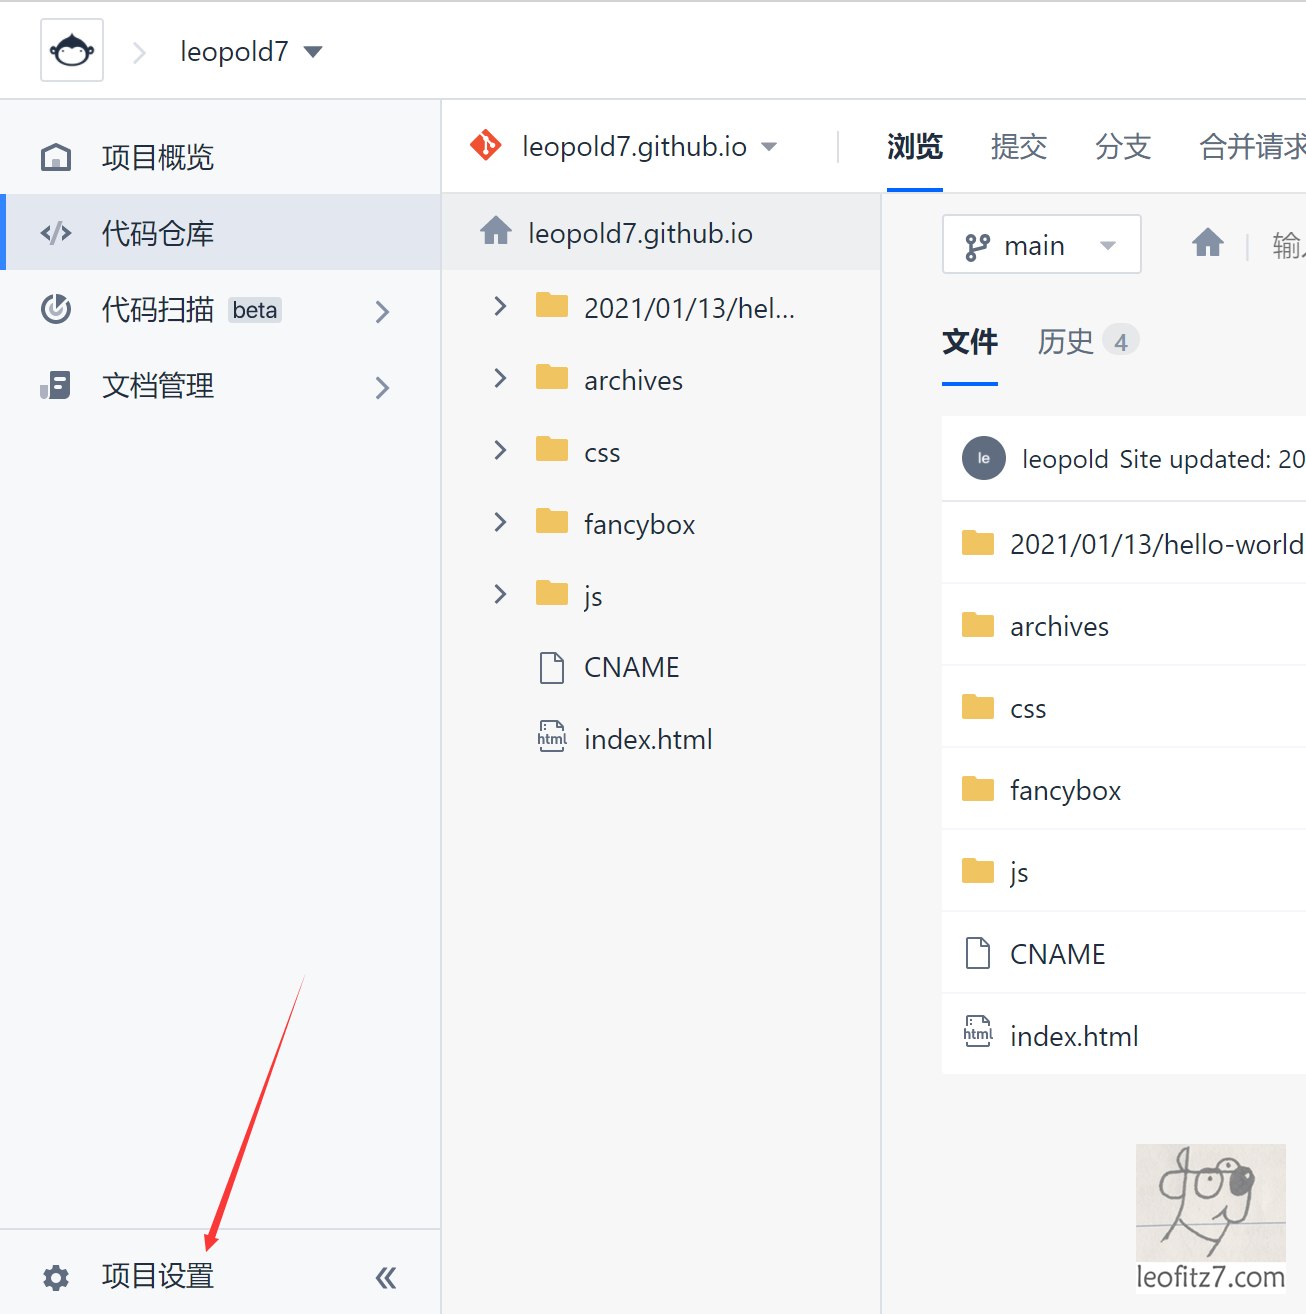 leopold7
项目概览
代码仓库
代码扫描 beta
文档管理
项目设置
leopold7.github.io
浏览 提交 分支 合并请求
leopold7.github.io
2021/01/13/hel...
archives
css
fancybox
js
CNAME
html index.html
main
输入
文件 历史 4
le leopold Site updated: 20
2021/01/13/hello-world
archives
css
fancybox
js
CNAME
html index.html
leofitz7.com